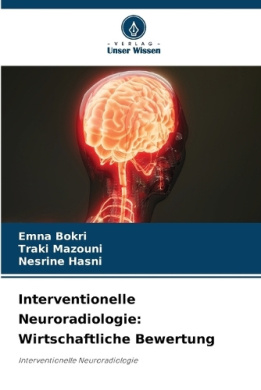 - VERLAG -
Unser Wissen
Emna Bokri
Traki Mazouni
Nesrine Hasni
Interventionelle
Neuroradiologie:
Wirtschaftliche Bewertung
Interventionelle Neuroradiologie